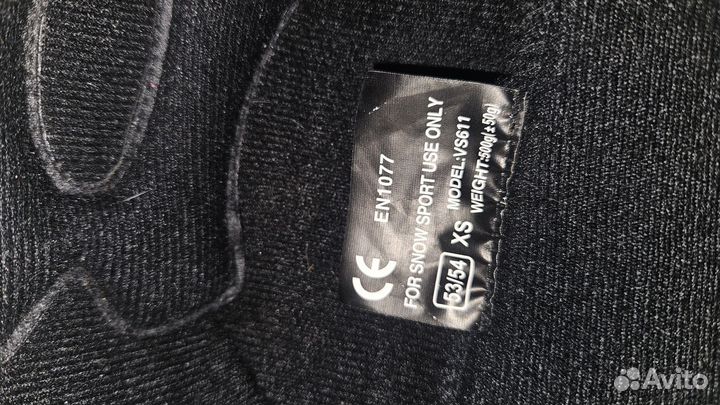 CE
EN1077
FOR SNOW SPORT USE ONLY
53/54 XS MODEL:VS611
WEIGHT:500g(±50g)
Avito